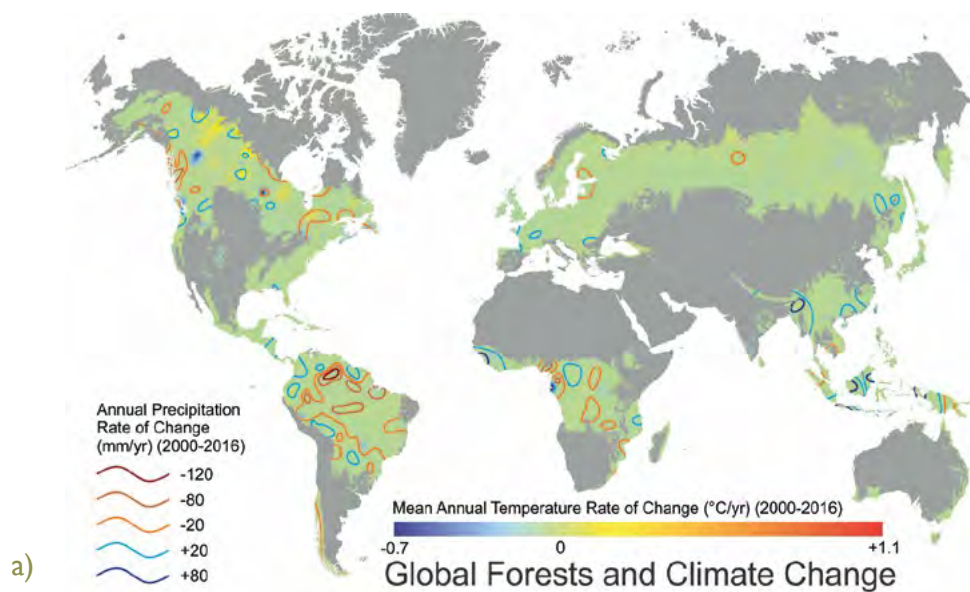 Annual Precipitation
Rate of Change
(mm/yr) (2000-2016)
-120
-80
-20
+20
+80
Mean Annual Temperature Rate of Change (°C/yr) (2000-2016)
-0.7 0 +1.1
Global Forests and Climate Change
a)